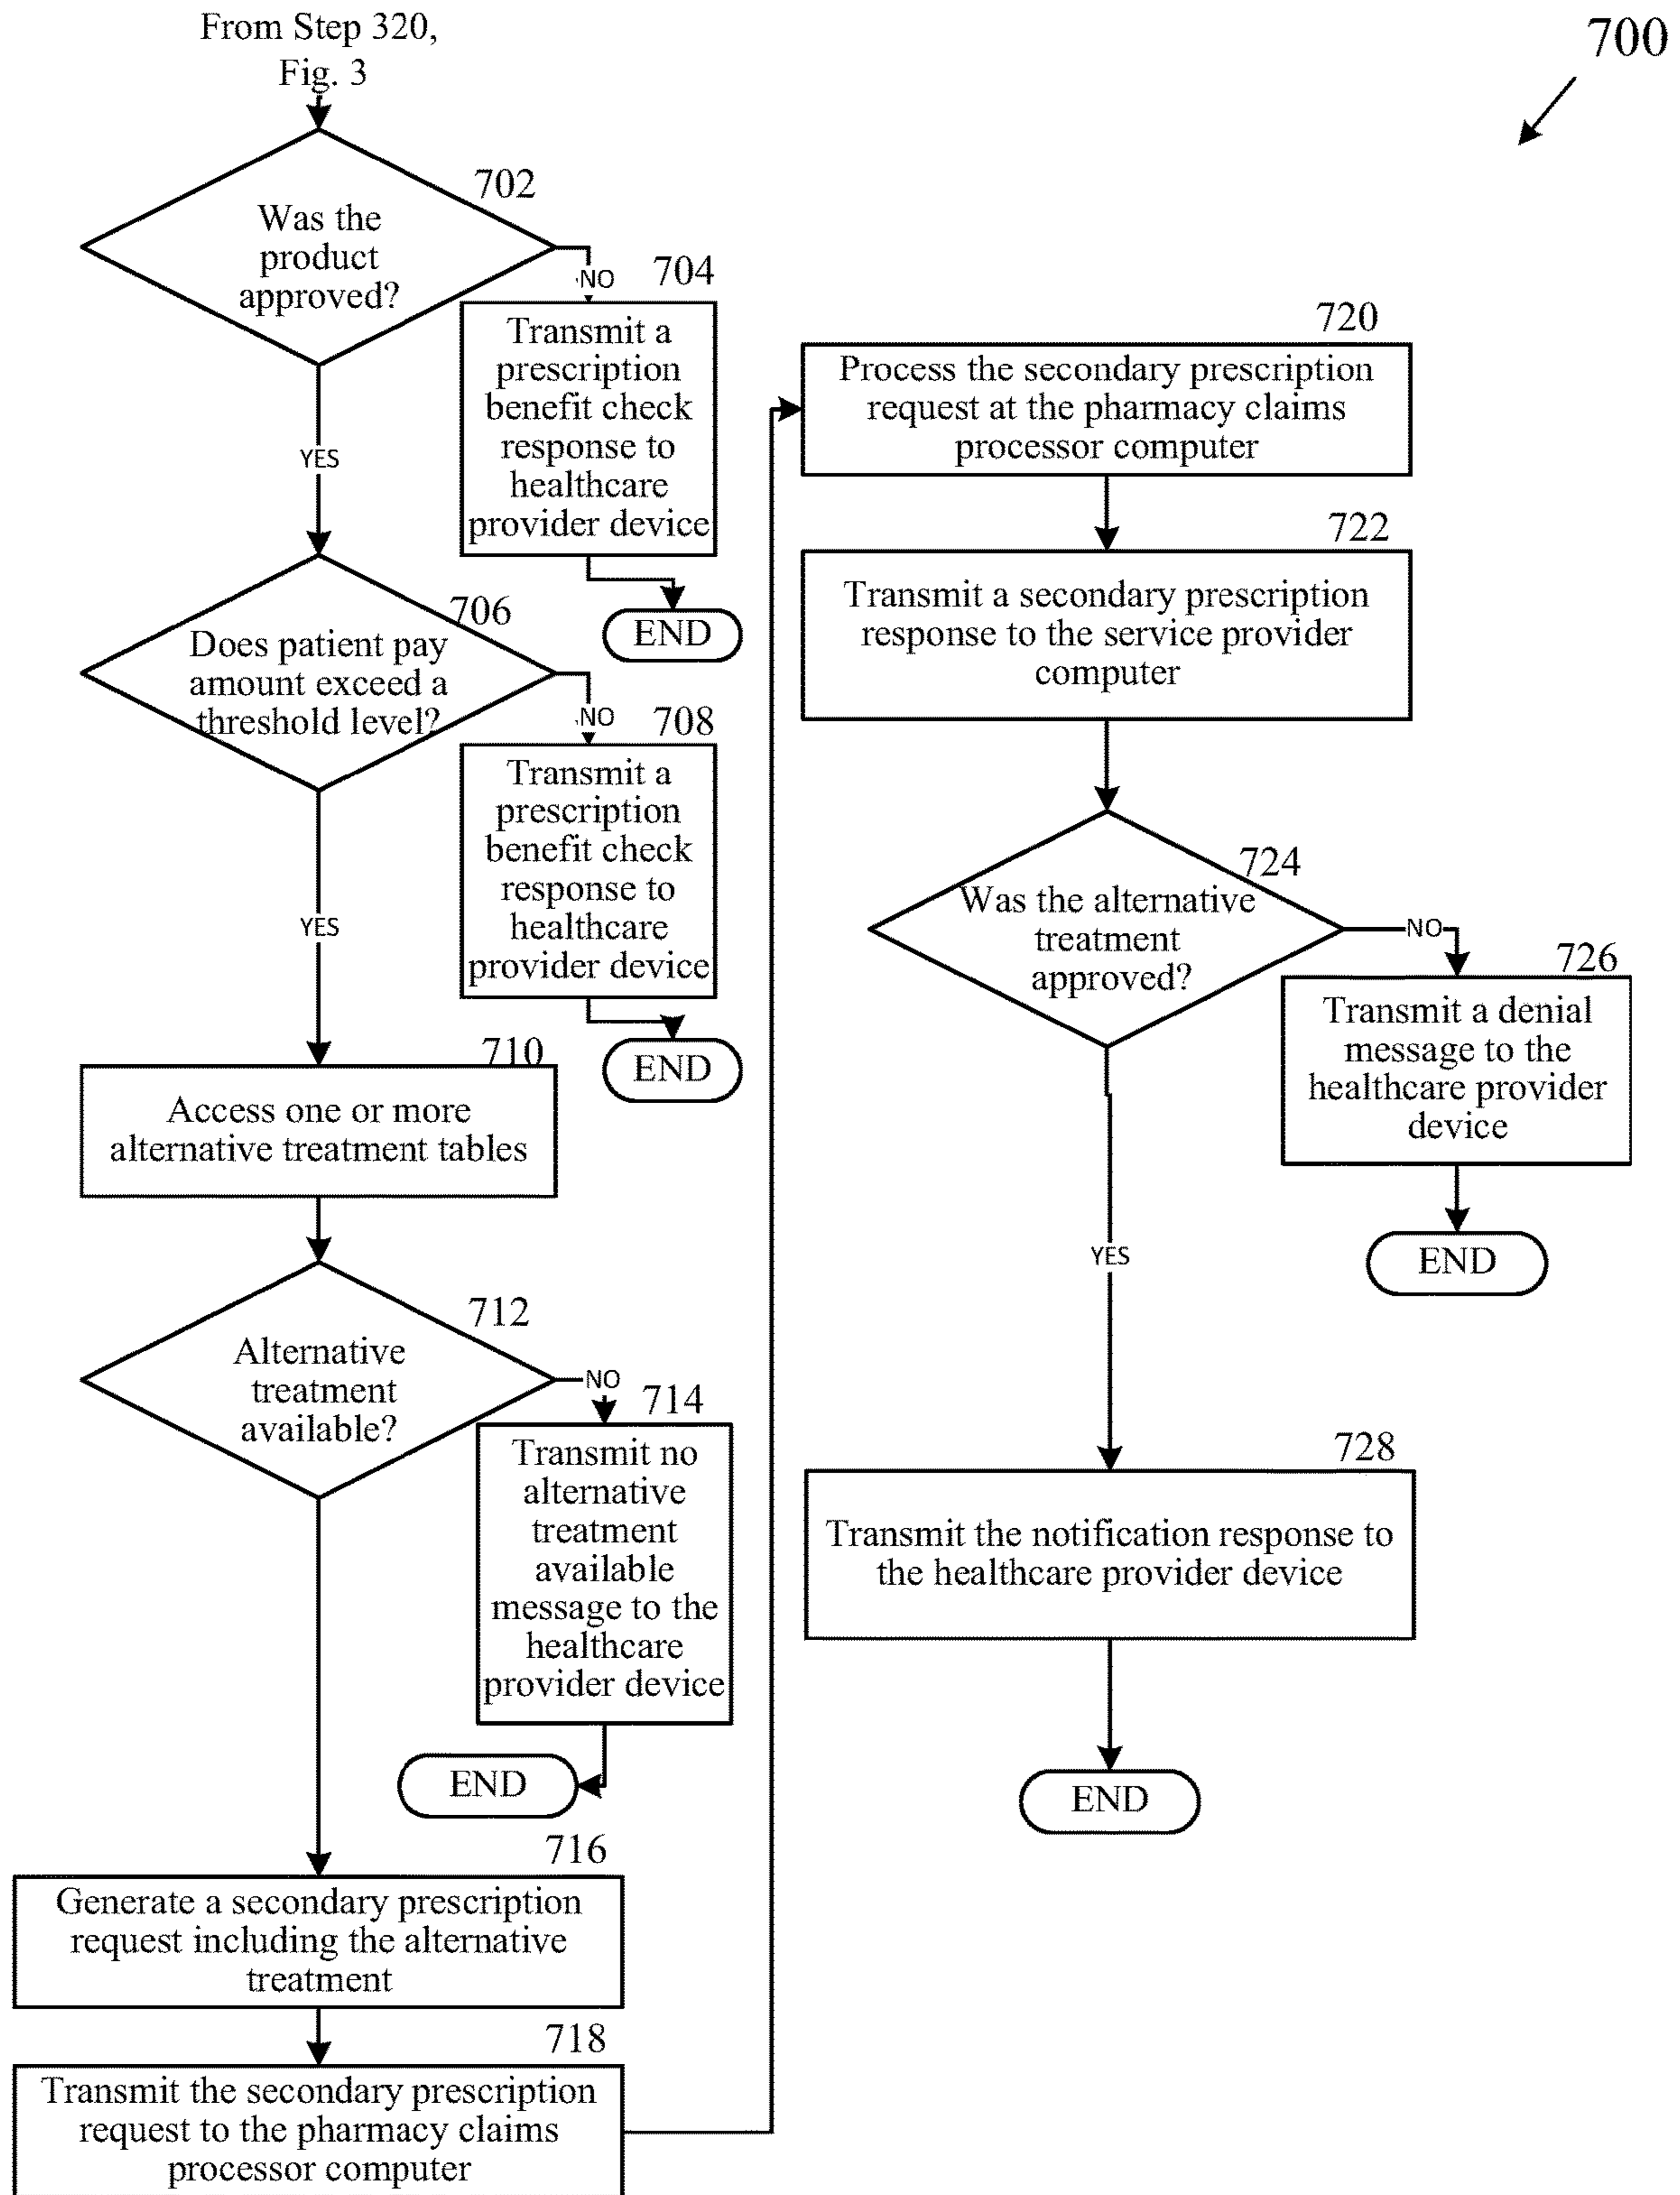 From Step 320,
Fig. 3
700
702
Was the
product
approved?
NO
704
Transmit a
prescription
benefit check
response to
healthcare
provider device
END
YES
706
Does patient pay
amount exceed a
threshold level?
NO
708
Transmit a
prescription
benefit check
response to
healthcare
provider device
END
YES
710
Access one or more
alternative treatment tables
712
Alternative
treatment
available?
NO
714
Transmit no
alternative
treatment
available
message to the
healthcare
provider device
END
716
Generate a secondary prescription
request including the alternative
treatment
718
Transmit the secondary prescription
request to the pharmacy claims
processor computer
720
Process the secondary prescription
request at the pharmacy claims
processor computer
722
Transmit a secondary prescription
response to the service provider
computer
724
Was the alternative
treatment
approved?
NO
726
Transmit a denial
message to the
healthcare provider
device
END
YES
728
Transmit the notification response to
the healthcare provider device
END